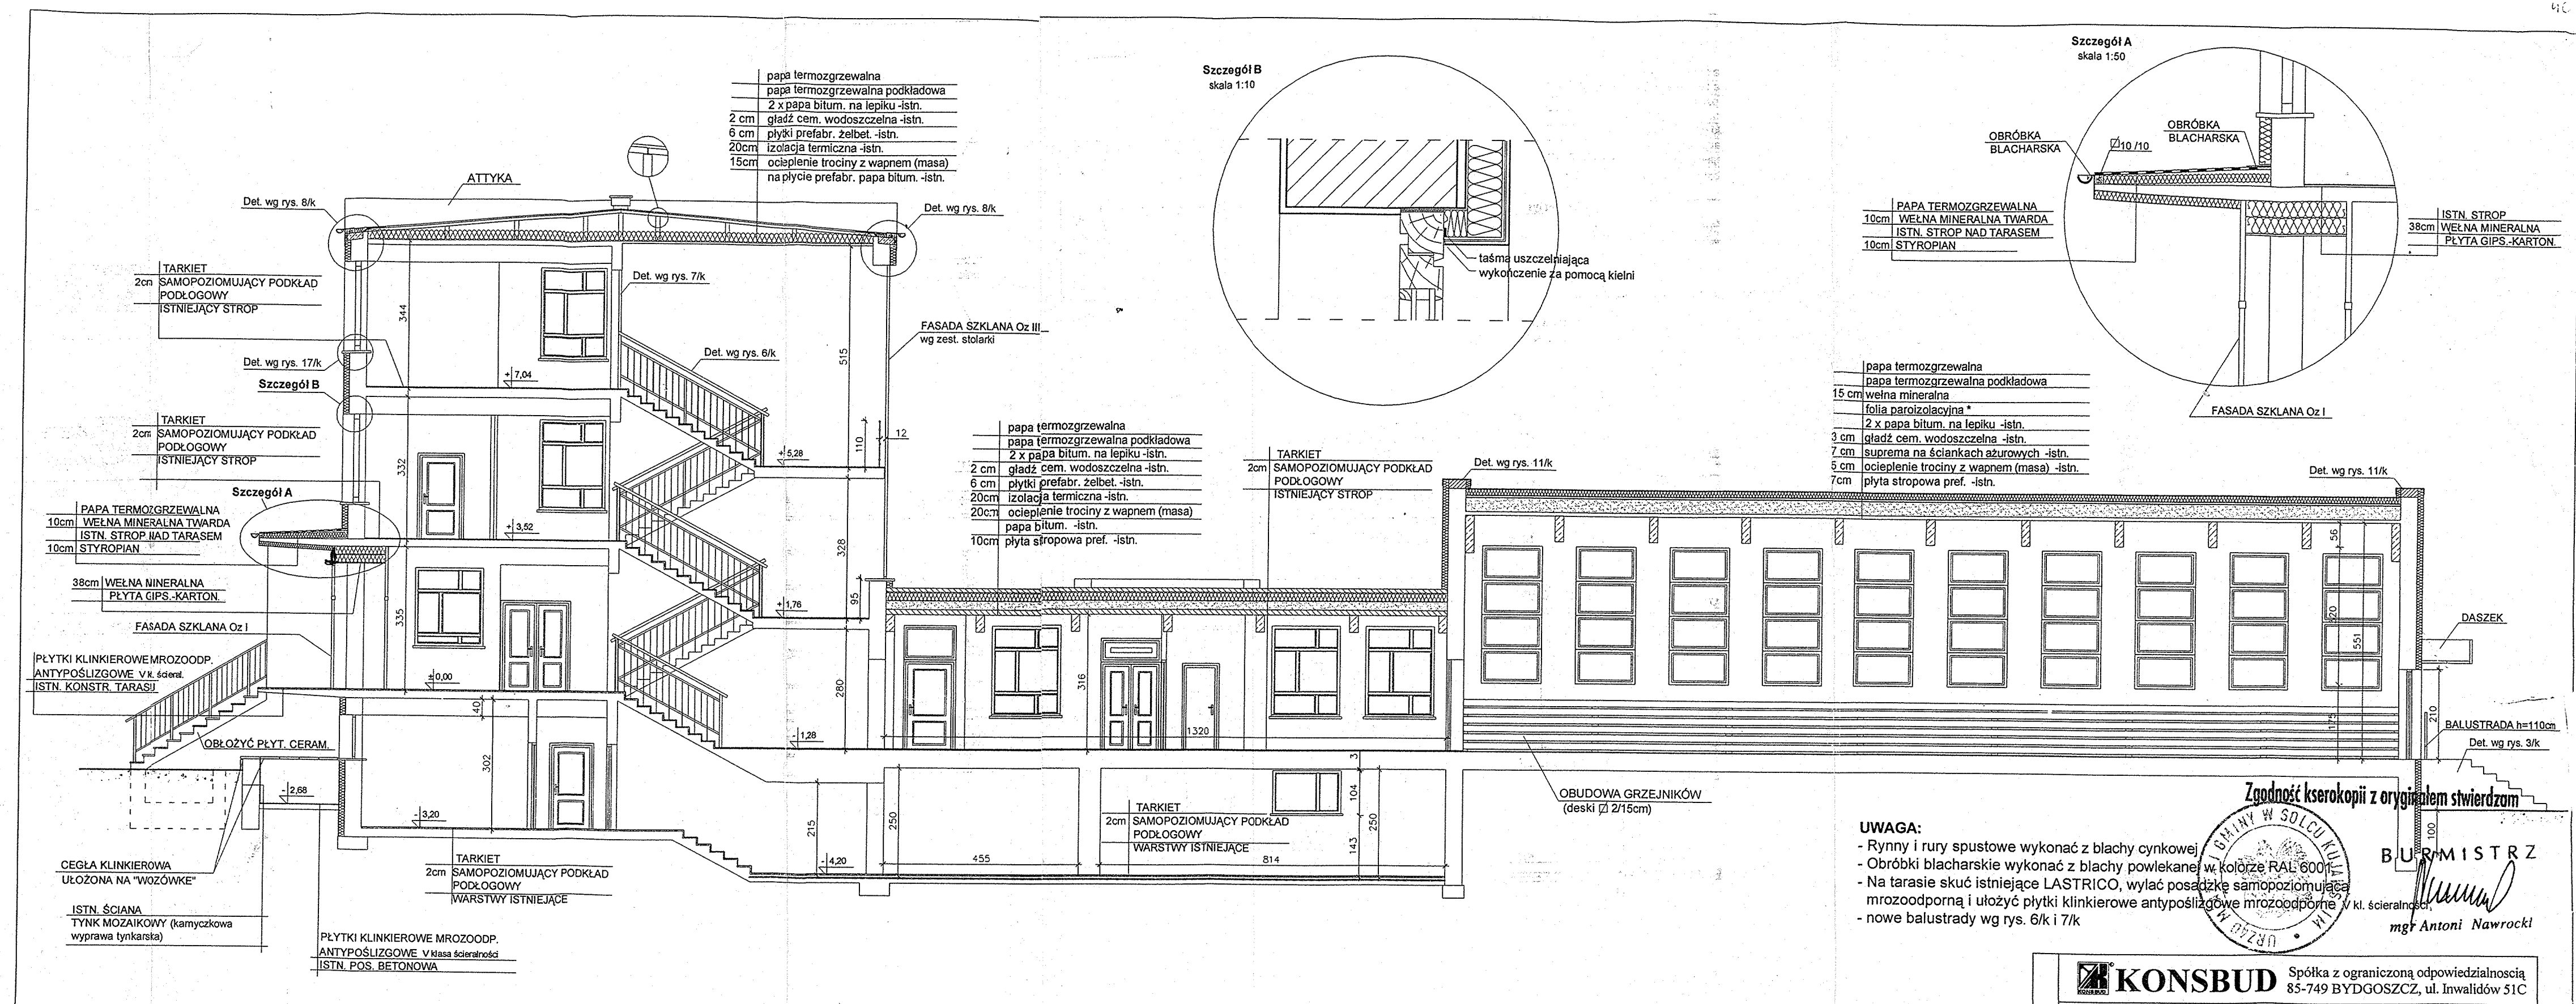 Szczegół A
skala 1:50
Szczegół B
skala 1:10
papa termozgrzewalna
papa termozgrzewalna podkładowa
2 x papa bitum. na lepiku -istn.
2 cm gładź cem. wodoszczelna -istn.
6 cm płytki prefabr. żelbet. -istn.
20cm izolacja termiczna -istn.
15cm ocieplenie trociny z wapnem (masa)
na płycie prefabr. papa bitum. -istn.
ATTYKA
Det. wg rys. 8/k
Det. wg rys. 8/k
TARKIET
2cm SAMOPOZIOMUJĄCY PODKŁAD
PODŁOGOWY
ISTNIEJĄCY STROP
Det. wg rys. 7/k
344
515
FASADA SZKLANA Oz III
wg zest. stolarki
Det. wg rys. 17/k
Det. wg rys. 6/k
Szczegół B
+ 7,04
TARKIET
2cm SAMOPOZIOMUJĄCY PODKŁAD
PODŁOGOWY
ISTNIEJĄCY STROP
332
+ 5,28
110
12
Szczegół A
PAPA TERMOZGRZEWALNA
10cm WEŁNA MINERALNA TWARDA
ISTN. STROP NAD TARASEM
10cm STYROPIAN
+ 3,52
328
38cm WEŁNA MINERALNA
PŁYTA GIPS.-KARTON.
FASADA SZKLANA Oz I
335
+ 1,76
95
PŁYTKI KLINKIEROWE MROZOODP.
ANTYPOŚLIZGOWE V kl. ścieral.
ISTN. KONSTR. TARASU
± 0,00
280
40
OBŁOŻYĆ PŁYT. CERAM.
1,28
302
- 2,68
- 3,20
215
- 4,20
CEGŁA KLINKIEROWA
UŁOŻONA NA "WOZÓWKE"
ISTN. ŚCIANA
TYNK MOZAIKOWY (kamyczkowa
wyprawa tynkarska)
TARKIET
2cm SAMOPOZIOMUJĄCY PODKŁAD
PODŁOGOWY
WARSTWY ISTNIEJĄCE
PŁYTKI KLINKIEROWE MROZOODP.
ANTYPOŚLIZGOWE V klasa ścieralności
ISTN. POS. BETONOWA
taśma uszczelniająca
wykończenie za pomocą kielni
papa termozgrzewalna
papa termozgrzewalna podkładowa
2 x papa bitum. na lepiku -istn.
2 cm gładź cem. wodoszczelna -istn.
6 cm płytki prefabr. żelbet. -istn.
20cm izolacja termiczna -istn.
20cm ocieplenie trociny z wapnem (masa)
papa bitum. -istn.
10cm płyta stropowa pref. -istn.
TARKIET
2cm SAMOPOZIOMUJĄCY PODKŁAD
PODŁOGOWY
ISTNIEJĄCY STROP
Det. wg rys. 11/k
316
1320
250
455
3
104
143
250
814
TARKIET
2cm SAMOPOZIOMUJĄCY PODKŁAD
PODŁOGOWY
WARSTWY ISTNIEJĄCE
OBRÓBKA
BLACHARSKA
10/10
OBRÓBKA
BLACHARSKA
PAPA TERMOZGRZEWALNA
10cm WEŁNA MINERALNA TWARDA
ISTN. STROP NAD TARASEM
10cm STYROPIAN
ISTN. STROP
38cm WEŁNA MINERALNA
PŁYTA GIPS.-KARTON.
FASADA SZKLANA Oz I
papa termozgrzewalna
papa termozgrzewalna podkładowa
15 cm wełna mineralna
folia paroizolacyjna *
2 x papa bitum. na lepiku -istn.
3 cm gładź cem. wodoszczelna -istn.
7 cm suprema na ściankach ażurowych -istn.
5 cm ocieplenie trociny z wapnem (masa) -istn.
7cm płyta stropowa pref. -istn.
Det. wg rys. 11/k
56
320
551
175
DASZEK
210
BALUSTRADA h=110cm
Det. wg rys. 3/k
100
OBUDOWA GRZEJNIKÓW
(deski 2/15cm)
Zgodność kserokopii z oryginałem stwierdzam
UWAGA:
- Rynny i rury spustowe wykonać z blachy cynkowej
- Obróbki blacharskie wykonać z blachy powlekanej w kolorze RAL 6001
- Na tarasie skuć istniejące LASTRICO, wylać posadzkę samopoziomującą
mrozoodporną i ułożyć płytki klinkierowe antypoślizgowe mrozoodporne V kl. ścieralności,
- nowe balustrady wg rys. 6/k i 7/k
BURMISTRZ
mgr Antoni Nawrocki
KONSBUD
Spółka z ograniczoną odpowiedzialnoscią
85-749 BYDGOSZCZ, ul. Inwalidów 51C